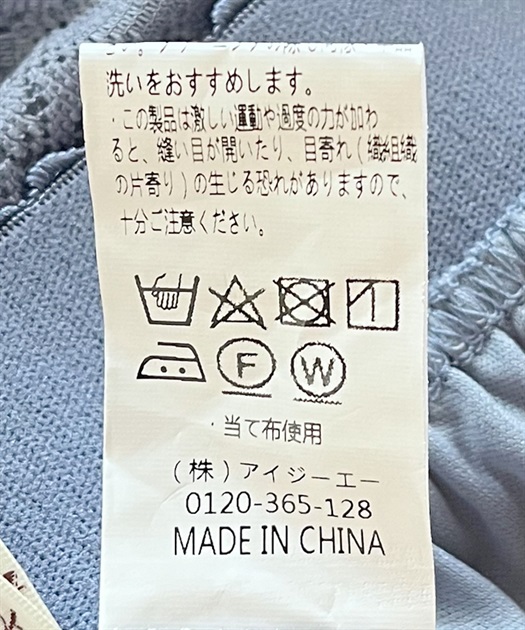 洗いをおすすめします。
・この製品は激しい運動や過度の力が加わ
ると、縫い目が開いたり、目寄れ（織組織
の片寄り）の生じる恐れがありますので、
十分ご注意ください。
F W
・当て布使用
（株）アイジーエー
0120-365-128
MADE IN CHINA